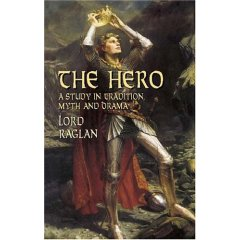 THE HERO
A STUDY IN TRADITION,
MYTH AND DRAMA
LORD
RAGLAN